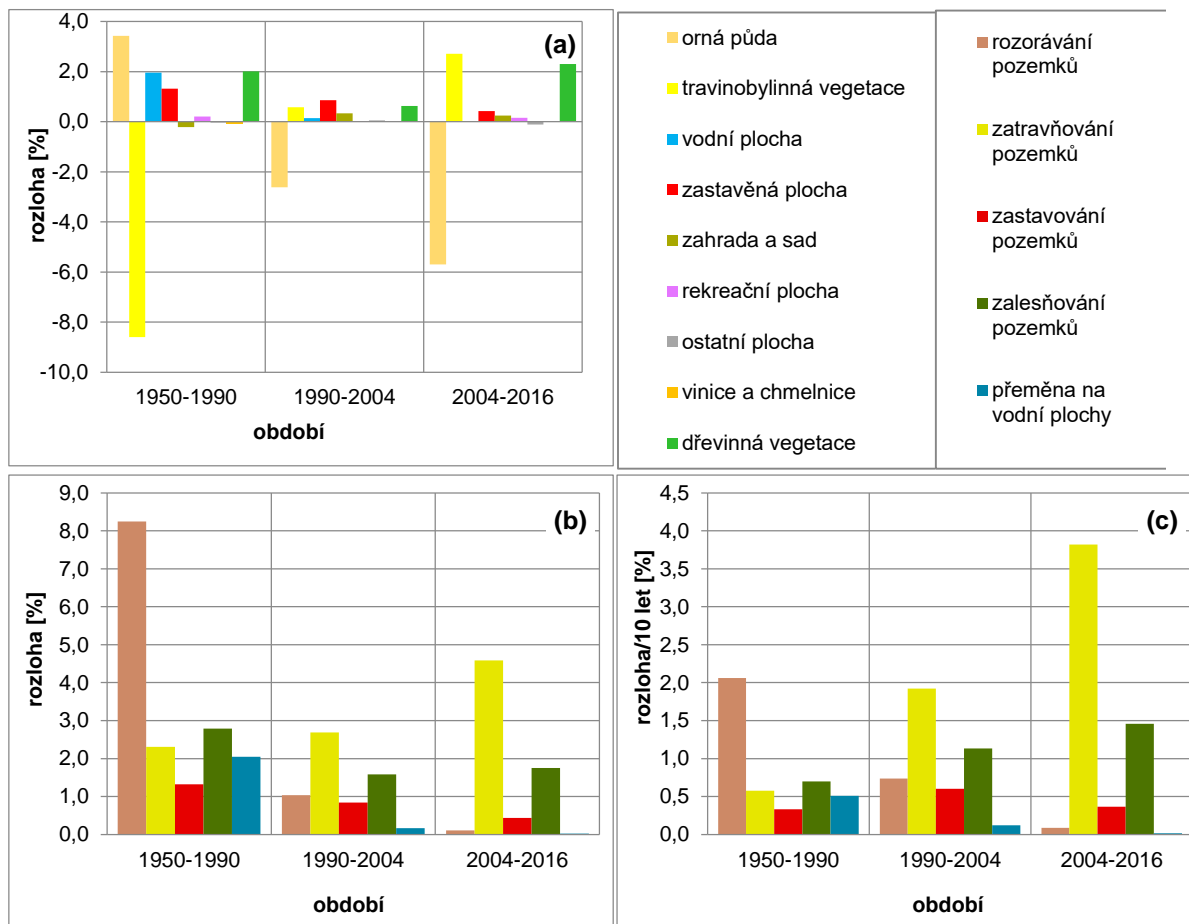 (a)
rozloha [%]
4,0
2,0
0,0
-2,0
-4,0
-6,0
-8,0
-10,0
1950-1990
1990-2004
2004-2016
období
orná půda
travinobylinná vegetace
vodní plocha
zastavěná plocha
zahrada a sad
rekreační plocha
ostatní plocha
vinice a chmelnice
dřevinná vegetace
rozorávání
pozemků
zatravňování
pozemků
zastavování
pozemků
zalesňování
pozemků
přeměna na
vodní plochy
(b)
rozloha [%]
9,0
8,0
7,0
6,0
5,0
4,0
3,0
2,0
1,0
0,0
1950-1990
1990-2004
2004-2016
období
(c)
rozloha/10 let [%]
4,5
4,0
3,5
3,0
2,5
2,0
1,5
1,0
0,5
0,0
1950-1990
1990-2004
2004-2016
období